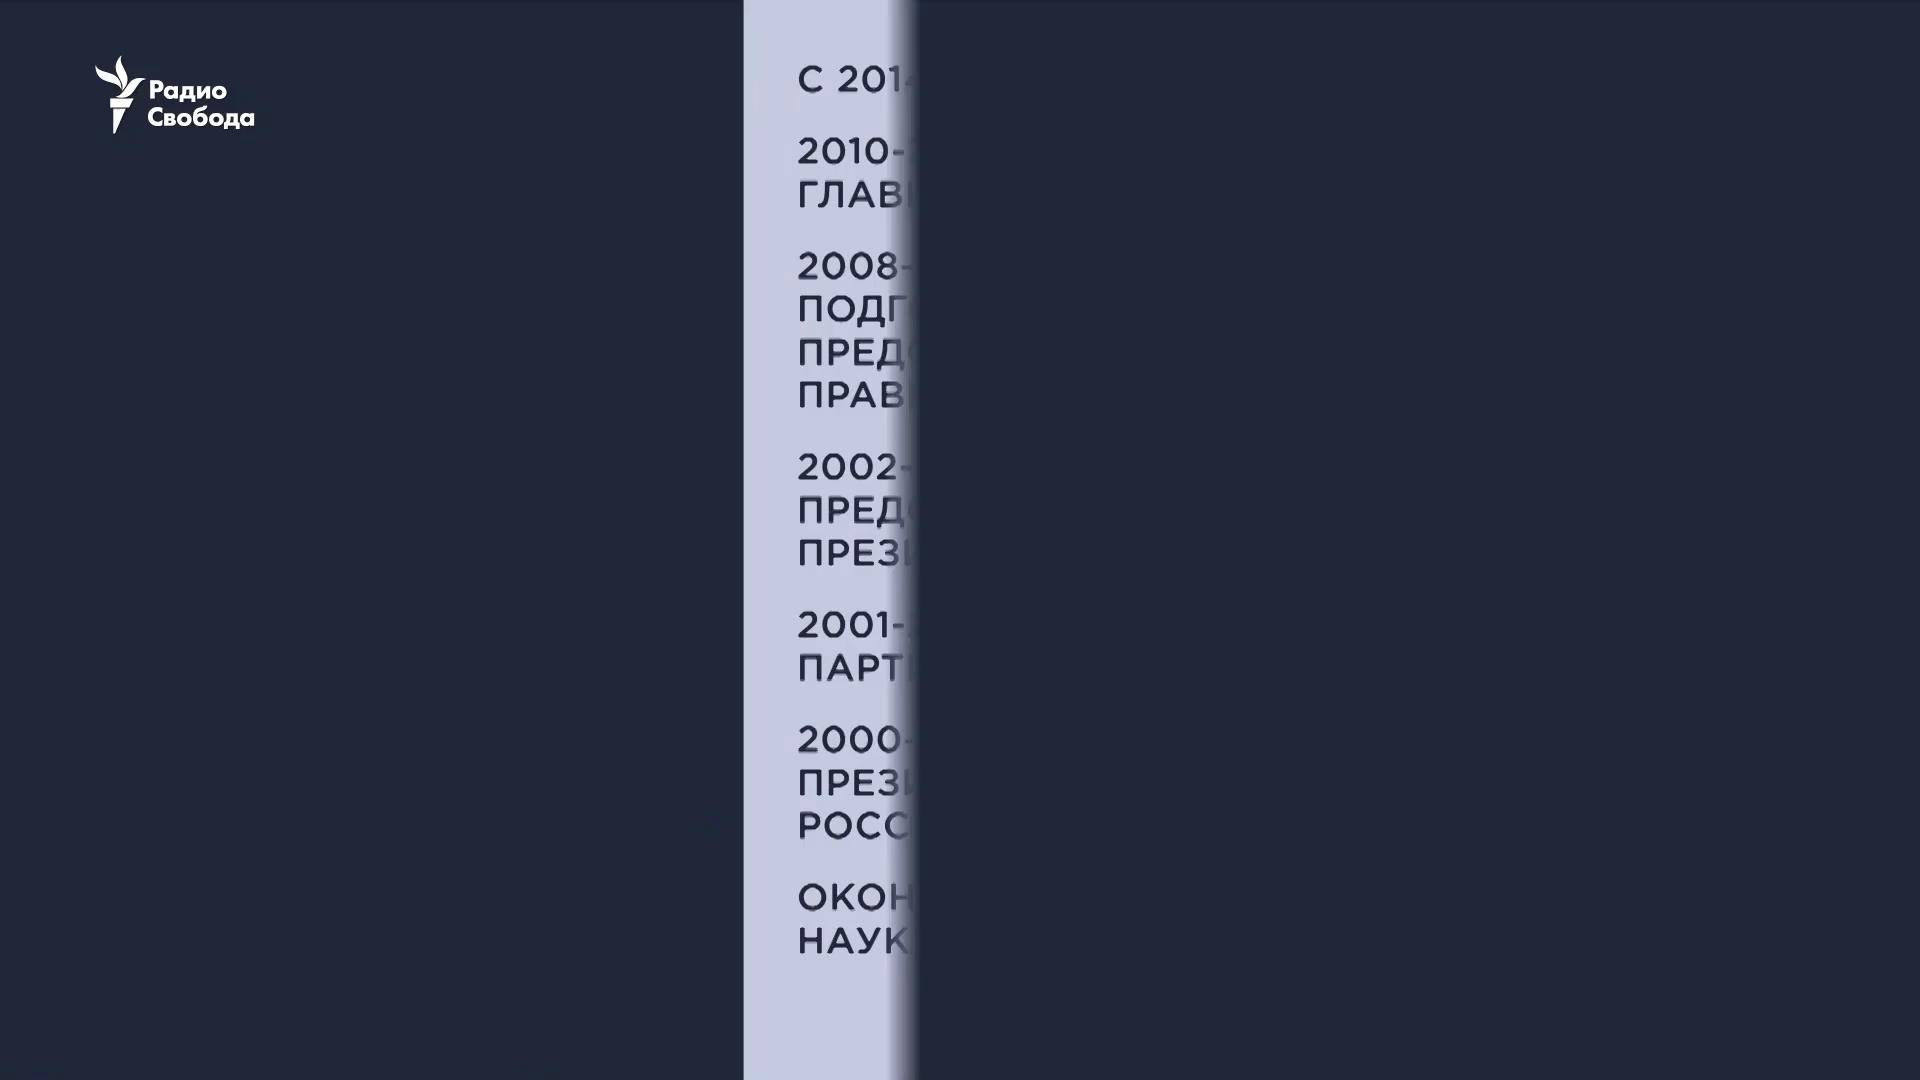 Радио
Свобода
С 201
2010-
ГЛАВ
2008-
ПОДГ
ПРЕД
ПРАВ
2002-
ПРЕД
ПРЕЗ
2001-
ПАРТ
2000-
ПРЕЗ
РОСС
ОКОН
НАУК